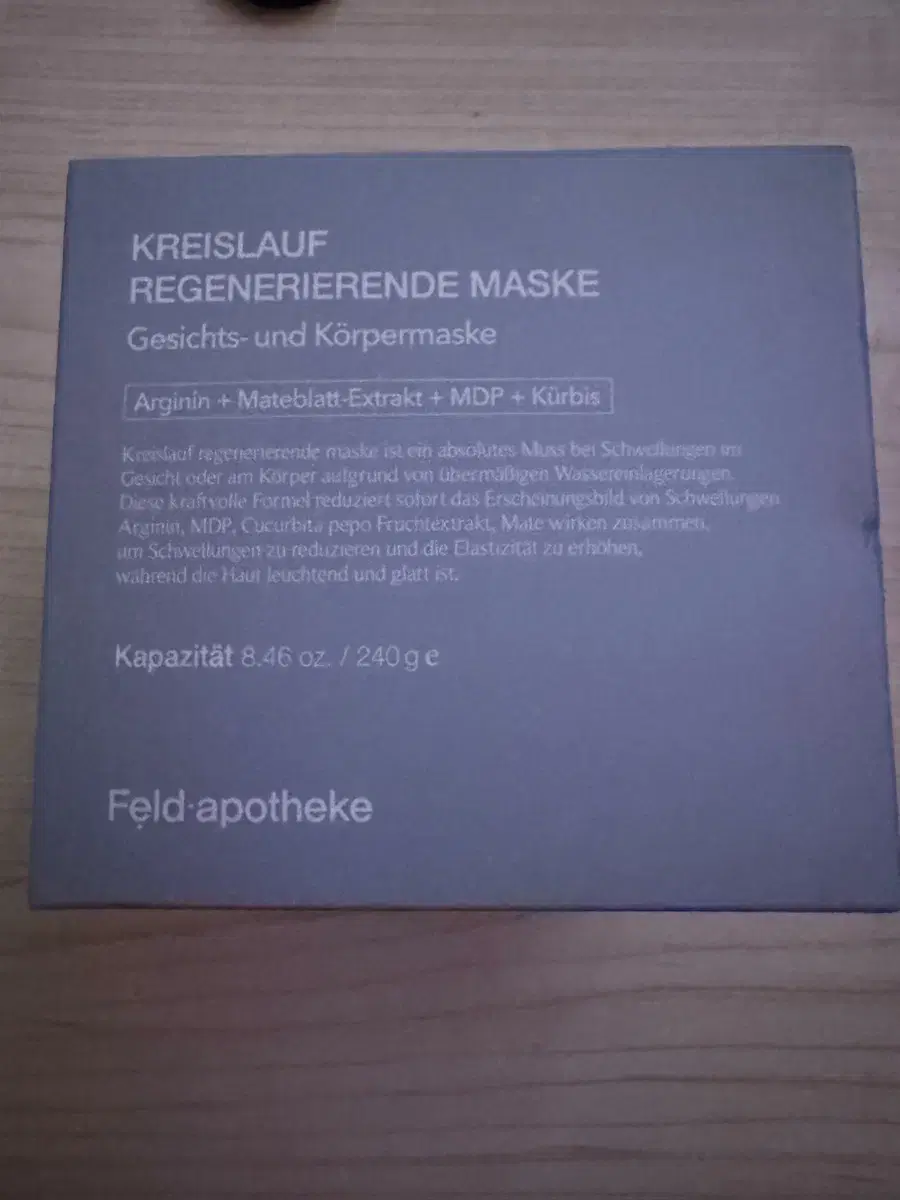 KREISLAUF
REGENERIERENDE MASKE
Gesichts- und Körpermaske
Arginin + Mateblatt-Extrakt + MDP + Kürbis
Kreislauf regenerierende maske ist ein absolutes Muss bei Schwellungen im
Gesicht oder am Körper aufgrund von übermäßigen Wassereinlagerungen.
Diese kraftvolle Formel reduziert sofort das Erscheinungsbild von Schwellungen
Arginin, MDP, Cucurbita pepo Fruchtextrakt, Mate wirken zusammen,
um Schwellungen zu reduzieren und die Elastizität zu erhöhen,
während die Haut leuchtend und glatt ist.
Kapazität 8.46 oz. / 240 g e
Feld·apotheke